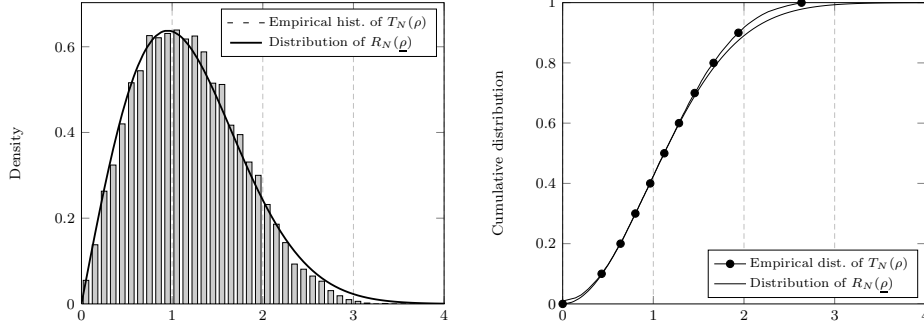 Empirical hist. of T_N(ρ)
Distribution of R_N(ρ)
Density
0
0.2
0.4
0.6
0 1 2 3 4
Empirical dist. of T_N(ρ)
Distribution of R_N(ρ)
Cumulative distribution
0
0.2
0.4
0.6
0.8
1
0 1 2 3 4